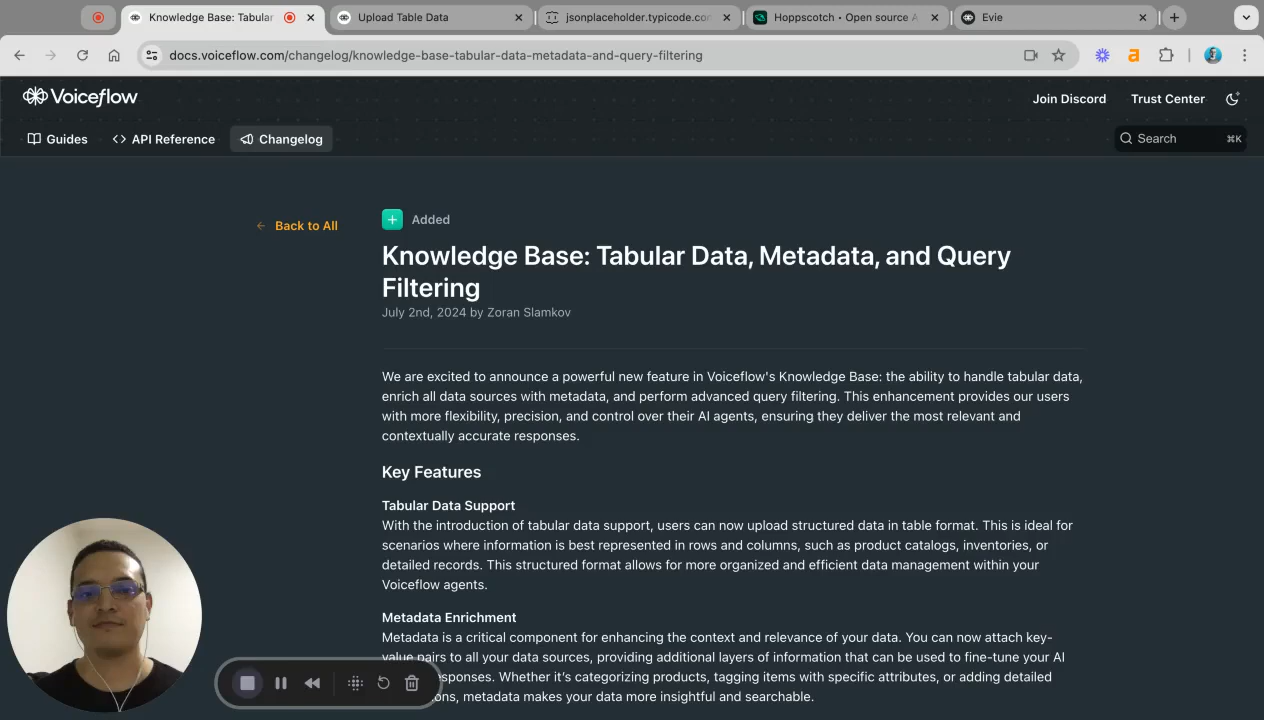 Knowledge Base: Tabular
Upload Table Data
jsonplaceholder.typicode.co
Hoppscotch • Open source A
Evie
docs.voiceflow.com/changelog/knowledge-base-tabular-data-metadata-and-query-filtering
Voiceflow
Join Discord
Trust Center
Guides
API Reference
Changelog
Search
⌘K
← Back to All
Added
Knowledge Base: Tabular Data, Metadata, and Query
Filtering
July 2nd, 2024 by Zoran Slamkov
We are excited to announce a powerful new feature in Voiceflow's Knowledge Base: the ability to handle tabular data,
enrich all data sources with metadata, and perform advanced query filtering. This enhancement provides our users
with more flexibility, precision, and control over their AI agents, ensuring they deliver the most relevant and
contextually accurate responses.
Key Features
Tabular Data Support
With the introduction of tabular data support, users can now upload structured data in table format. This is ideal for
scenarios where information is best represented in rows and columns, such as product catalogs, inventories, or
detailed records. This structured format allows for more organized and efficient data management within your
Voiceflow agents.
Metadata Enrichment
Metadata is a critical component for enhancing the context and relevance of your data. You can now attach key-
value pairs to all your data sources, providing additional layers of information that can be used to fine-tune your AI
esponses. Whether it's categorizing products, tagging items with specific attributes, or adding detailed
ons, metadata makes your data more insightful and searchable.